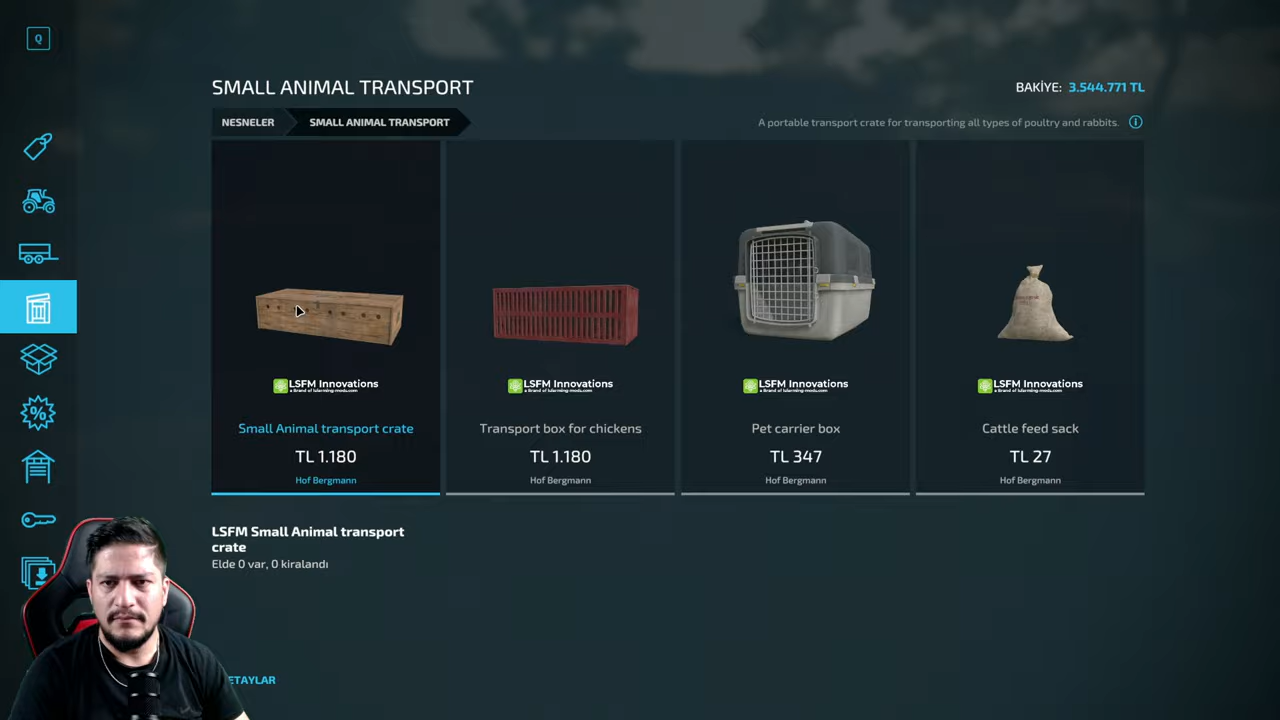 Q
SMALL ANIMAL TRANSPORT
BAKİYE: 3.544.771 TL
NESNELER
SMALL ANIMAL TRANSPORT
A portable transport crate for transporting all types of poultry and rabbits.
LSFM Innovations
LSFM Innovations
LSFM Innovations
LSFM Innovations
Small Animal transport crate
Transport box for chickens
Pet carrier box
Cattle feed sack
TL 1.180
TL 1.180
TL 347
TL 27
Hof Bergmann
Hof Bergmann
Hof Bergmann
Hof Bergmann
LSFM Small Animal transport
crate
Elde 0 var, 0 kiralandı
ETAYLAR